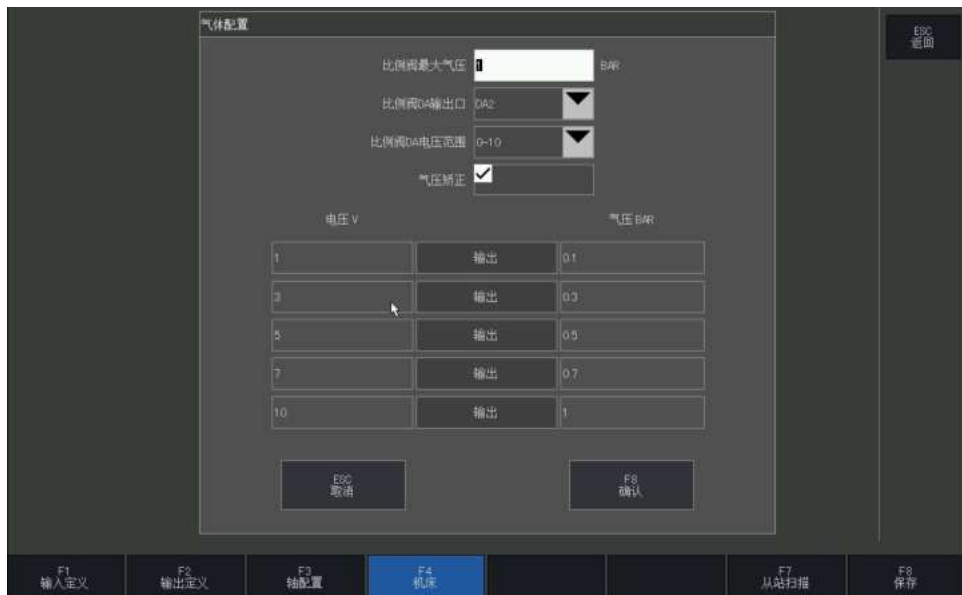 气体配置
ESC
返回
比例阀最大气压 1 BAR
比例阀DA输出口 DA2
比例阀DA电压范围 0-10
气压矫正
电压 V 气压 BAR
1 输出 0.1
3 输出 0.3
5 输出 0.5
7 输出 0.7
10 输出 1
ESC
取消
F8
确认
F1
输入定义
F2
输出定义
F3
轴配置
F4
机床
F7
从站扫描
F8
保存